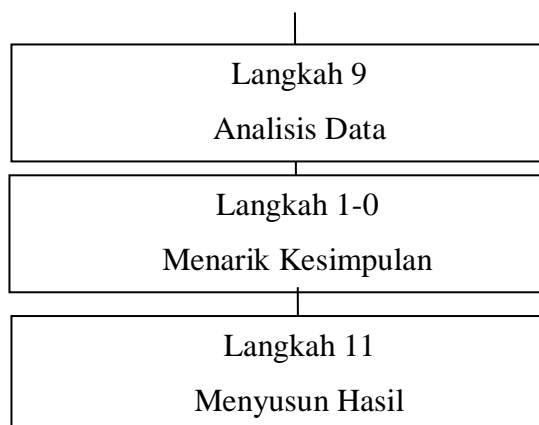 Langkah 9
Analisis Data
Langkah 1-0
Menarik Kesimpulan
Langkah 11
Menyusun Hasil